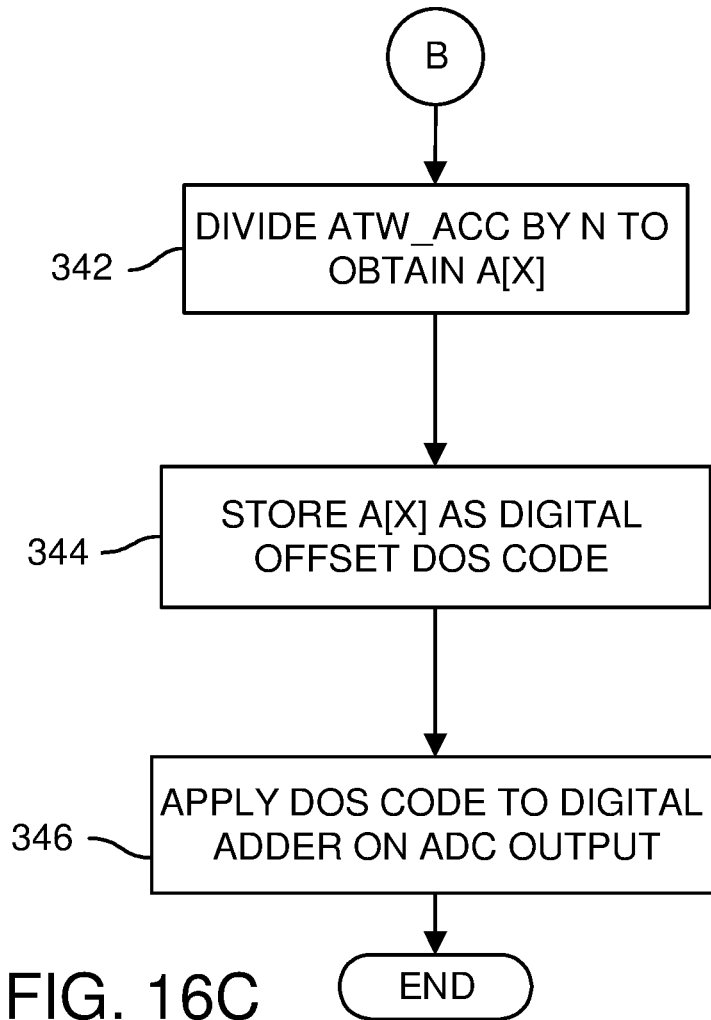 B
DIVIDE ATW_ACC BY N TO
OBTAIN A[X]
342
STORE A[X] AS DIGITAL
OFFSET DOS CODE
344
APPLY DOS CODE TO DIGITAL
ADDER ON ADC OUTPUT
346
END
FIG. 16C